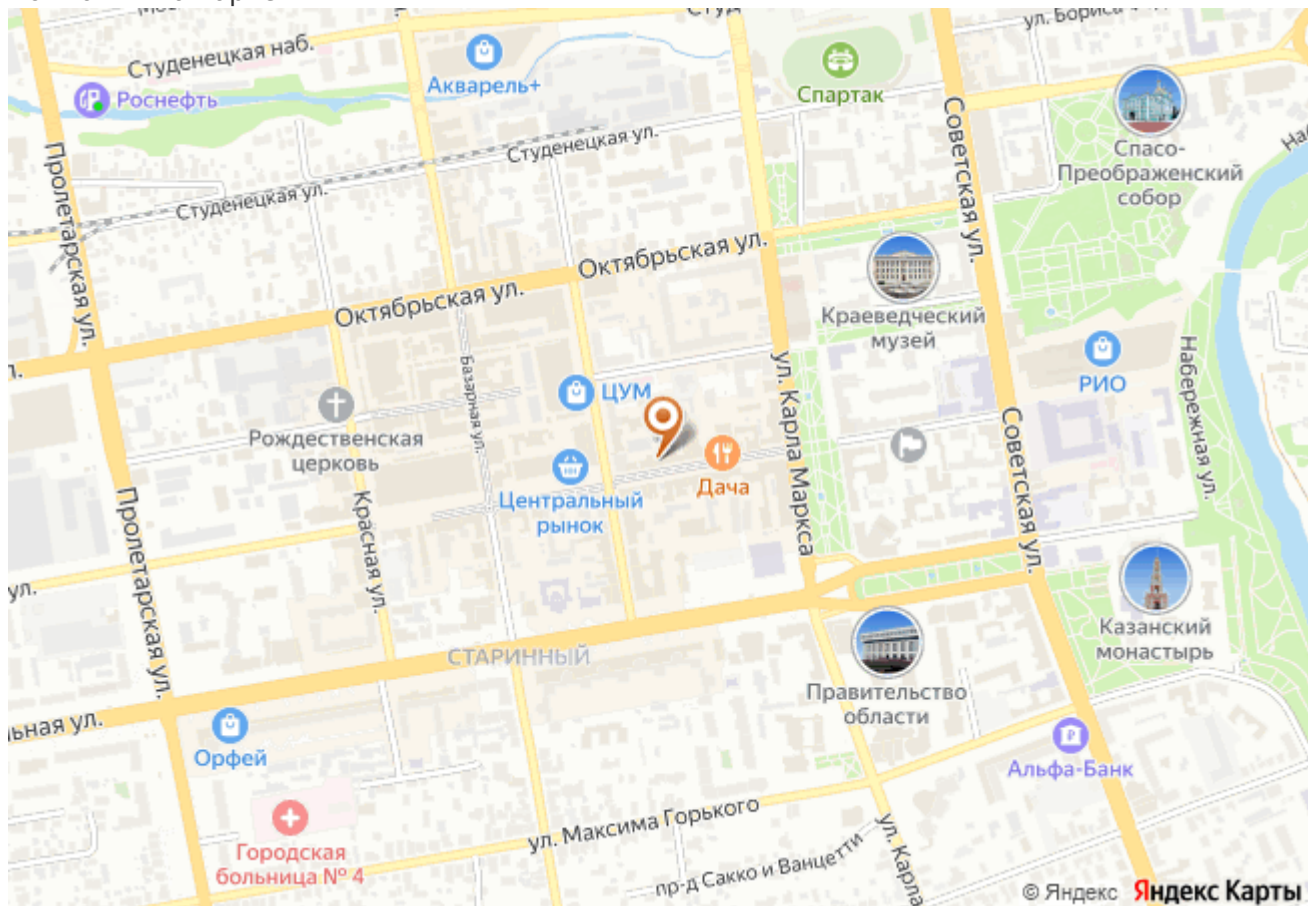 Студенецкая наб.
Роснефть
Акварель+
Спартак
Советская ул.
Спасо-
Преображенский
собор
Студенецкая ул.
Студенецкая ул.
Пролетарская ул.
Октябрьская ул.
Октябрьская ул.
Краеведческий
музей
РИО
Набережная ул.
Базарная ул.
ЦУМ
ул. Карла Маркса
Рождественская
церковь
Дача
Центральный
рынок
Советская ул.
Красная ул.
Пролетарская ул.
ул.
Казанский
монастырь
СТАРИННЫЙ
Правительство
области
ьная ул.
Орфей
Альфа-Банк
ул. Максима Горького
Городская
больница № 4
пр-д Сакко и Ванцетти
ул. Карла
© Яндекс Яндекс Карты